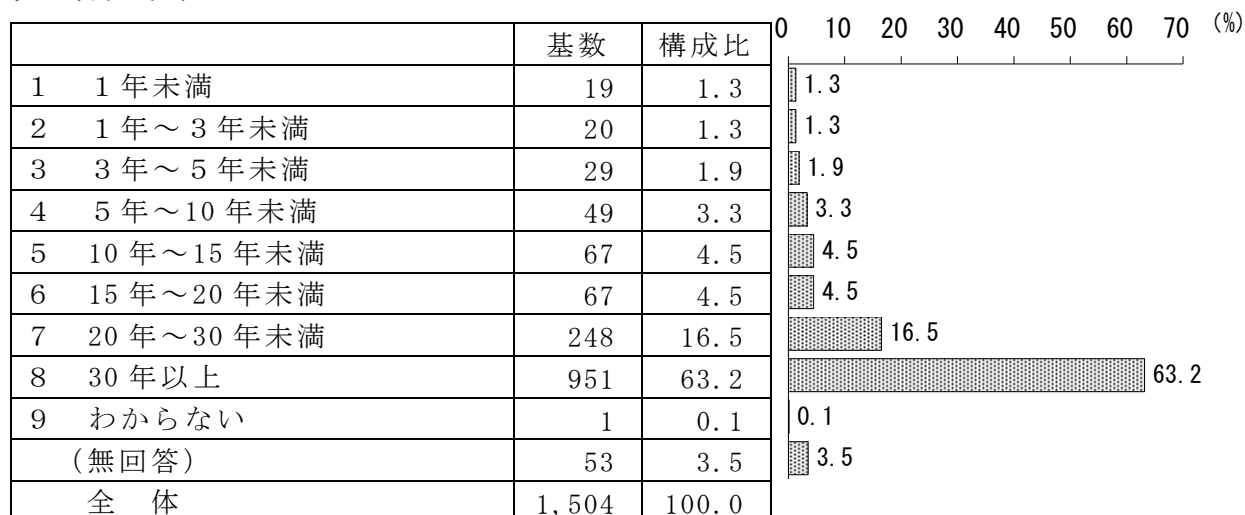 0 10 20 30 40 50 60 70 (%)
基数 構成比
1 1年未満 19 1.3 1.3
2 1年～3年未満 20 1.3 1.3
3 3年～5年未満 29 1.9 1.9
4 5年～10年未満 49 3.3 3.3
5 10年～15年未満 67 4.5 4.5
6 15年～20年未満 67 4.5 4.5
7 20年～30年未満 248 16.5 16.5
8 30年以上 951 63.2 63.2
9 わからない 1 0.1 0.1
(無回答) 53 3.5 3.5
全 体 1,504 100.0